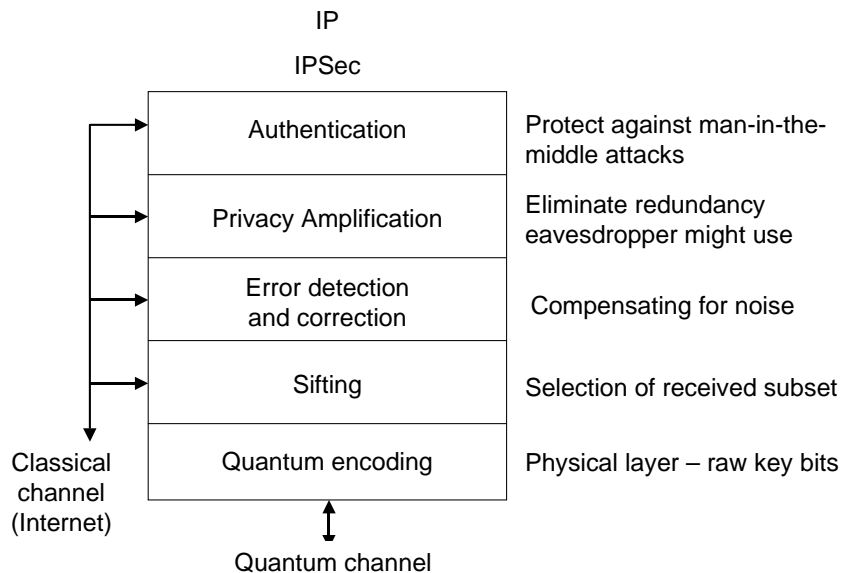 IP
IPSec
Authentication
Protect against man-in-the-
middle attacks
Privacy Amplification
Eliminate redundancy
eavesdropper might use
Error detection
and correction
Compensating for noise
Sifting
Selection of received subset
Quantum encoding
Physical layer – raw key bits
Classical
channel
(Internet)
Quantum channel